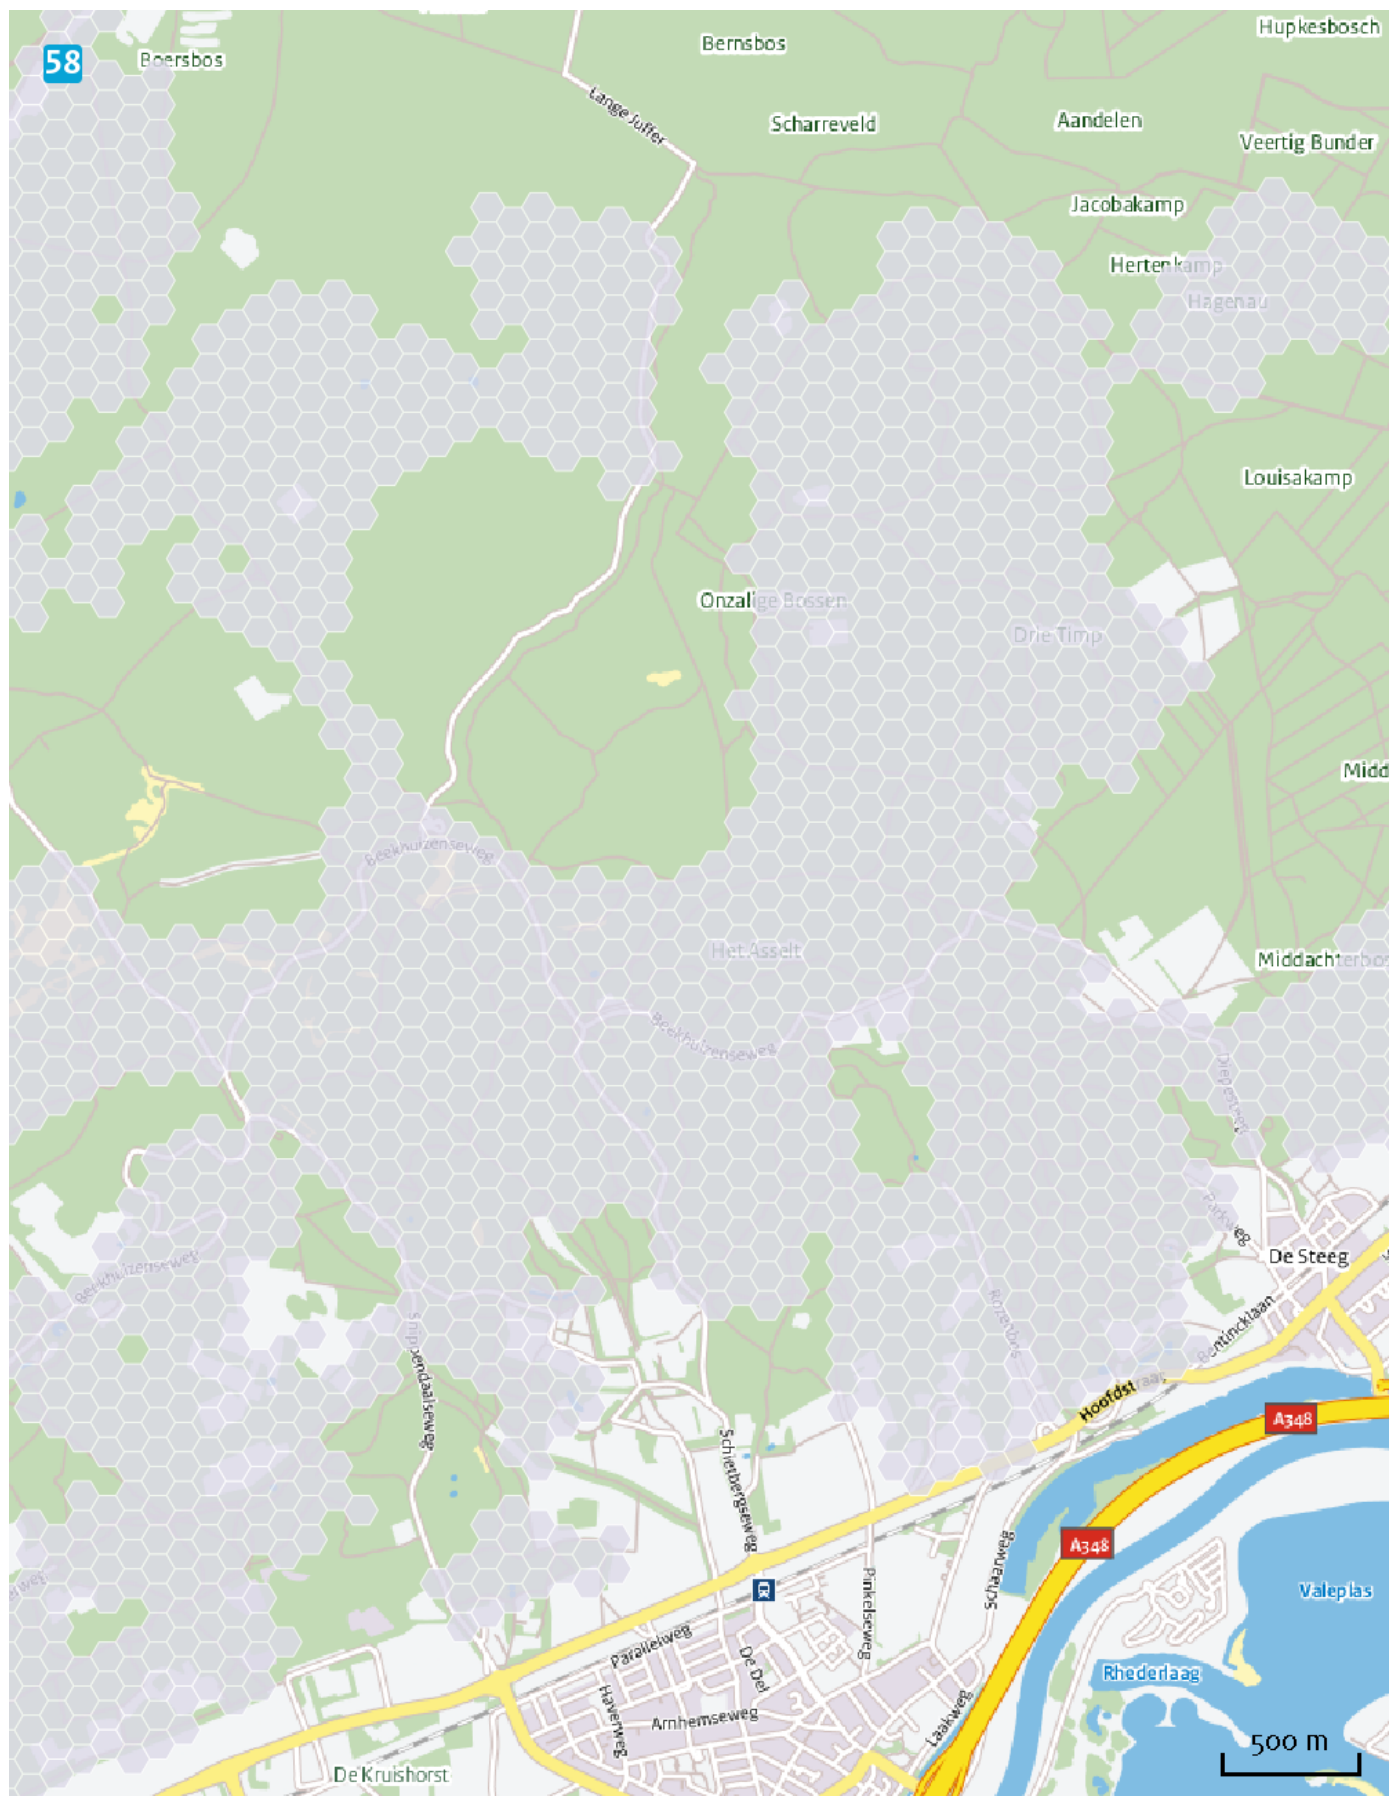 Hupkesbosch
Bernsbos
58
Boersbos
Lange Juffer
Scharreveld
Aandelen
Veertig Bunder
Jacobakamp
Hertenkamp
Hagenau
Louisakamp
Onzalige Bossen
Drie Timp
Midd
Beekhuizenseweg
Het Asselt
Middachterbos
Beekhuizenseweg
Diepesteeg
Parkweg
De Steeg
Beekhuizenseweg
Rozenbos
Snippendaalseweg
Bentincklaan
Hoofdstraat
A348
Schietbergseweg
A348
Schaarweg
Pinkelseweg
Valeplas
Parallelweg
De Del
Rhederlaag
Haverweg
Arnhemseweg
Laakweg
500 m
De Kruishorst